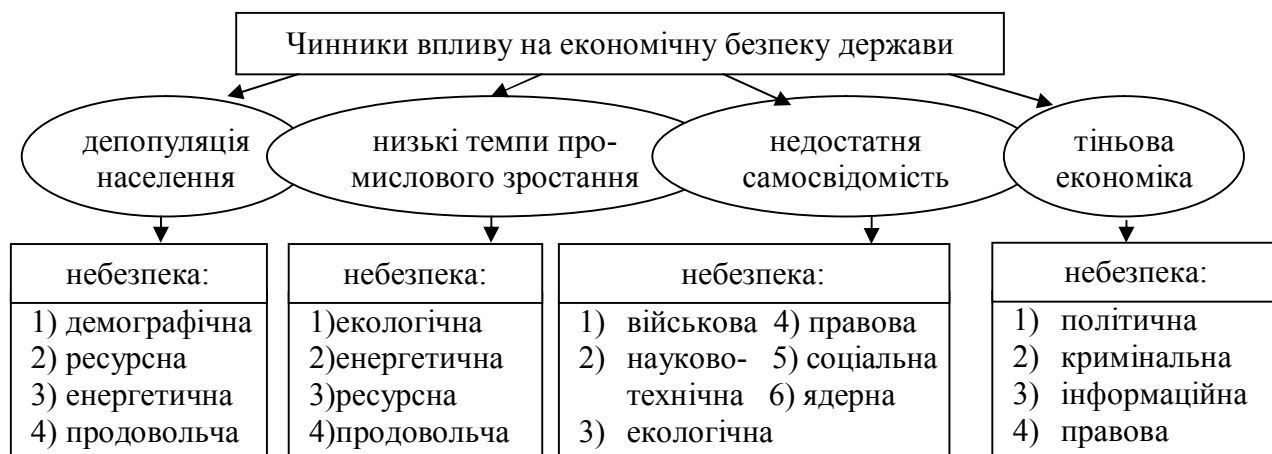 Чинники впливу на економічну безпеку держави
депопуляція
населення
низькі темпи про-
мислового зростання
недостатня
самосвідомість
тіньова
економіка
небезпека:
1) демографічна
2) ресурсна
3) енергетична
4) продовольча
небезпека:
1)екологічна
2)енергетична
3)ресурсна
4)продовольча
небезпека:
1) військова 4) правова
2) науково- 5) соціальна
технічна 6) ядерна
3) екологічна
небезпека:
1) політична
2) кримінальна
3) інформаційна
4) правова